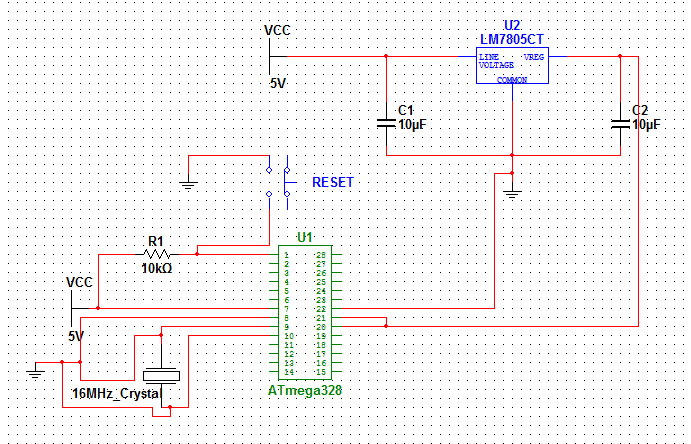 VCC
5V
U2
LM7805CT
LINE VREG
VOLTAGE
COMMON
C1
10µF
C2
10µF
RESET
R1
10kΩ
U1
1 28
2 27
3 26
4 25
5 24
6 23
7 22
8 21
9 20
10 19
11 18
12 17
13 16
14 15
VCC
5V
16MHz_Crystal
ATmega328